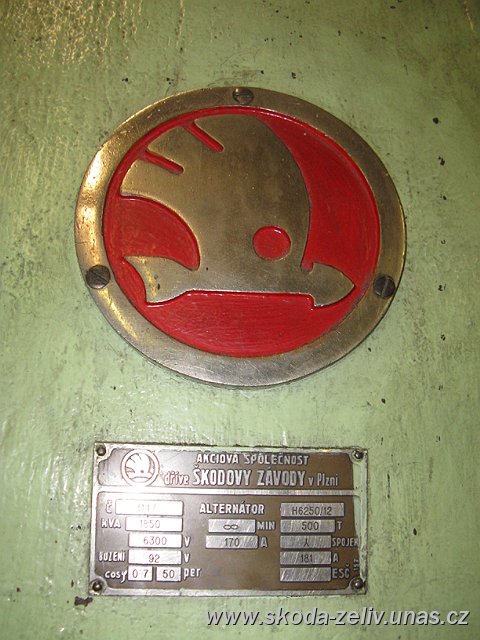 AKCIOVÁ SPOLEČNOST
dříve ŠKODOVY ZÁVODY v Plzni
Č ALTERNÁTOR H6250/12
KVA 1850 ∞ MIN 500 T
6300 V 170 A SPOJEN
BUZENÍ 92 V 181 A
cosφ 0 7 50 per ESČ
www.skoda-zeliv.unas.cz